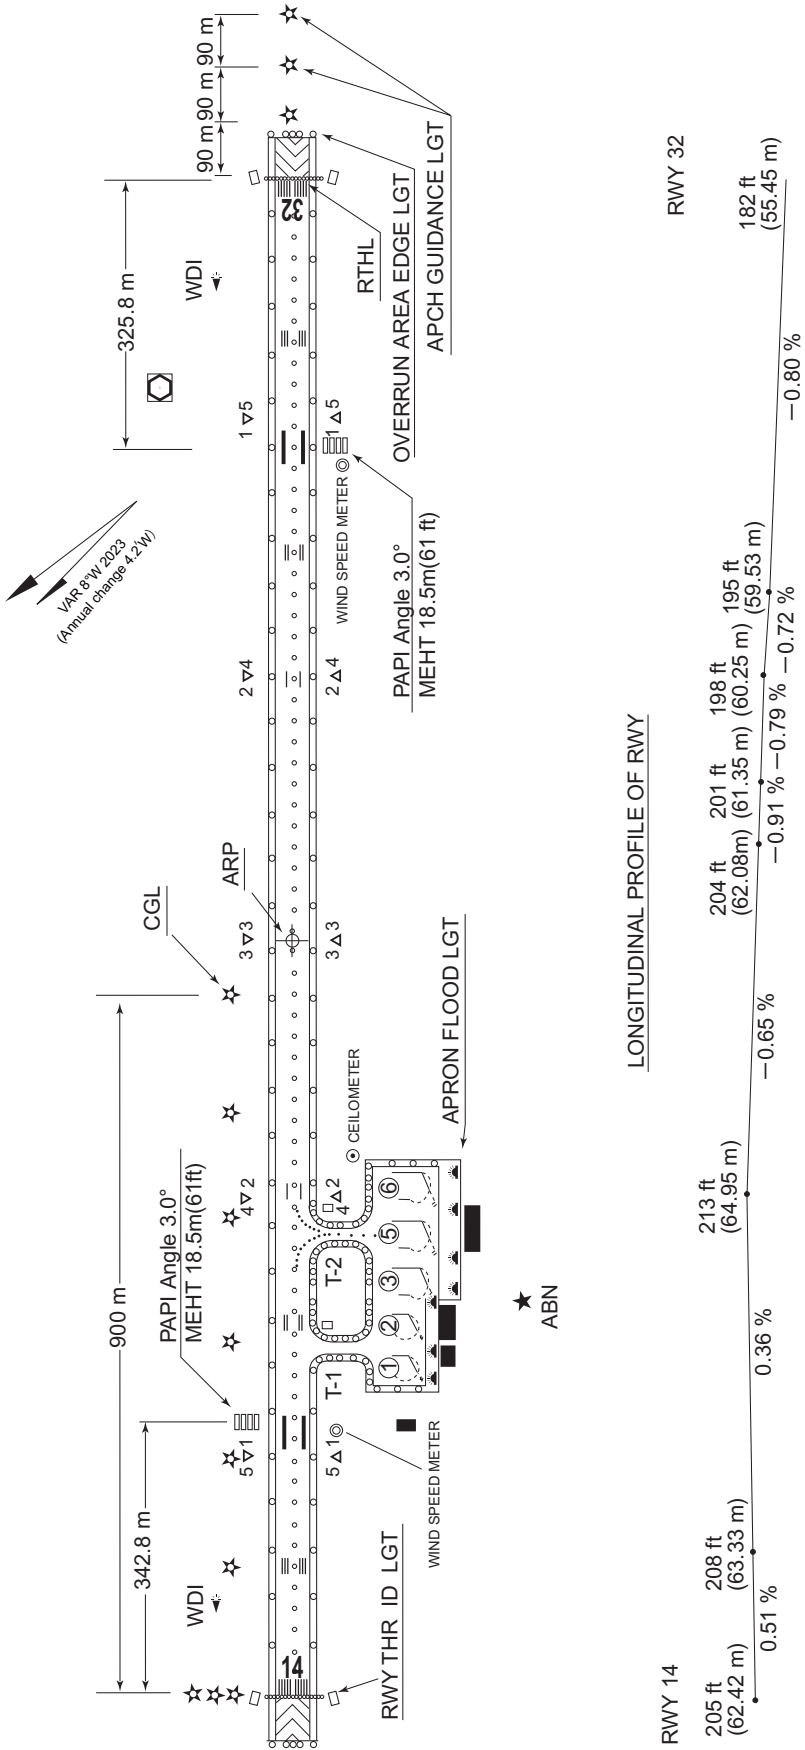 90 m
90 m
90 m
APCH GUIDANCE LGT
OVERRUN AREA EDGE LGT
RTHL
32
325.8 m
WDI
1 5
1 5
WIND SPEED METER
PAPI Angle 3.0°
MEHT 18.5m(61 ft)
VAR 8°W 2023
(Annual change 4.2'W)
2 4
2 4
ARP
CGL
3 3
3 3
CEILOMETER
APRON FLOOD LGT
900 m
PAPI Angle 3.0°
MEHT 18.5m(61ft)
4 2
4 2
T-2
T-1
6
5
3
2
1
ABN
342.8 m
5 1
5 1
WIND SPEED METER
WDI
RWY THR ID LGT
14
LONGITUDINAL PROFILE OF RWY
RWY 14
205 ft
(62.42 m)
0.51 %
208 ft
(63.33 m)
0.36 %
213 ft
(64.95 m)
－0.65 %
204 ft
(62.08m)
－0.91 %
201 ft
(61.35 m)
－0.79 %
198 ft
(60.25 m)
－0.72 %
195 ft
(59.53 m)
－0.80 %
182 ft
(55.45 m)
RWY 32